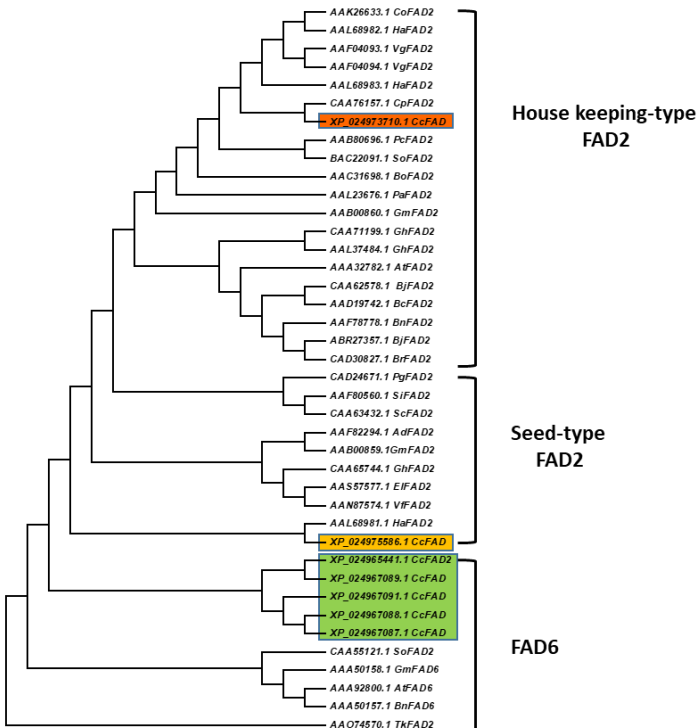 AAK26633.1 CoFAD2
AAL68982.1 HaFAD2
AAF04093.1 VgFAD2
AAF04094.1 VgFAD2
AAL68983.1 HaFAD2
CAA76157.1 CpFAD2
XP_024973710.1 CcFAD
AAB80696.1 PcFAD2
BAC22091.1 SoFAD2
AAC31698.1 BoFAD2
AAL23676.1 PaFAD2
AAB00860.1 GmFAD2
CAA71199.1 GhFAD2
AAL37484.1 GhFAD2
AAA32782.1 AtFAD2
CAA62578.1 BjFAD2
AAD19742.1 BcFAD2
AAF78778.1 BnFAD2
ABR27357.1 BjFAD2
CAD30827.1 BrFAD2
House keeping-type
FAD2
CAD24671.1 PgFAD2
AAF80560.1 SiFAD2
CAA63432.1 ScFAD2
AAF82294.1 AdFAD2
AAB00859.1GmFAD2
CAA65744.1 GhFAD2
AAS57577.1 ElFAD2
AAN87574.1 VfFAD2
AAL68981.1 HaFAD2
XP_024975586.1 CcFAD
Seed-type
FAD2
XP_024965441.1 CcFAD2
XP_024967089.1 CcFAD
XP_024967091.1 CcFAD
XP_024967088.1 CcFAD
XP_024967087.1 CcFAD
CAA55121.1 SoFAD2
AAA50158.1 GmFAD6
AAA92800.1 AtFAD6
AAA50157.1 BnFAD6
AAO74570.1 TkFAD2
FAD6